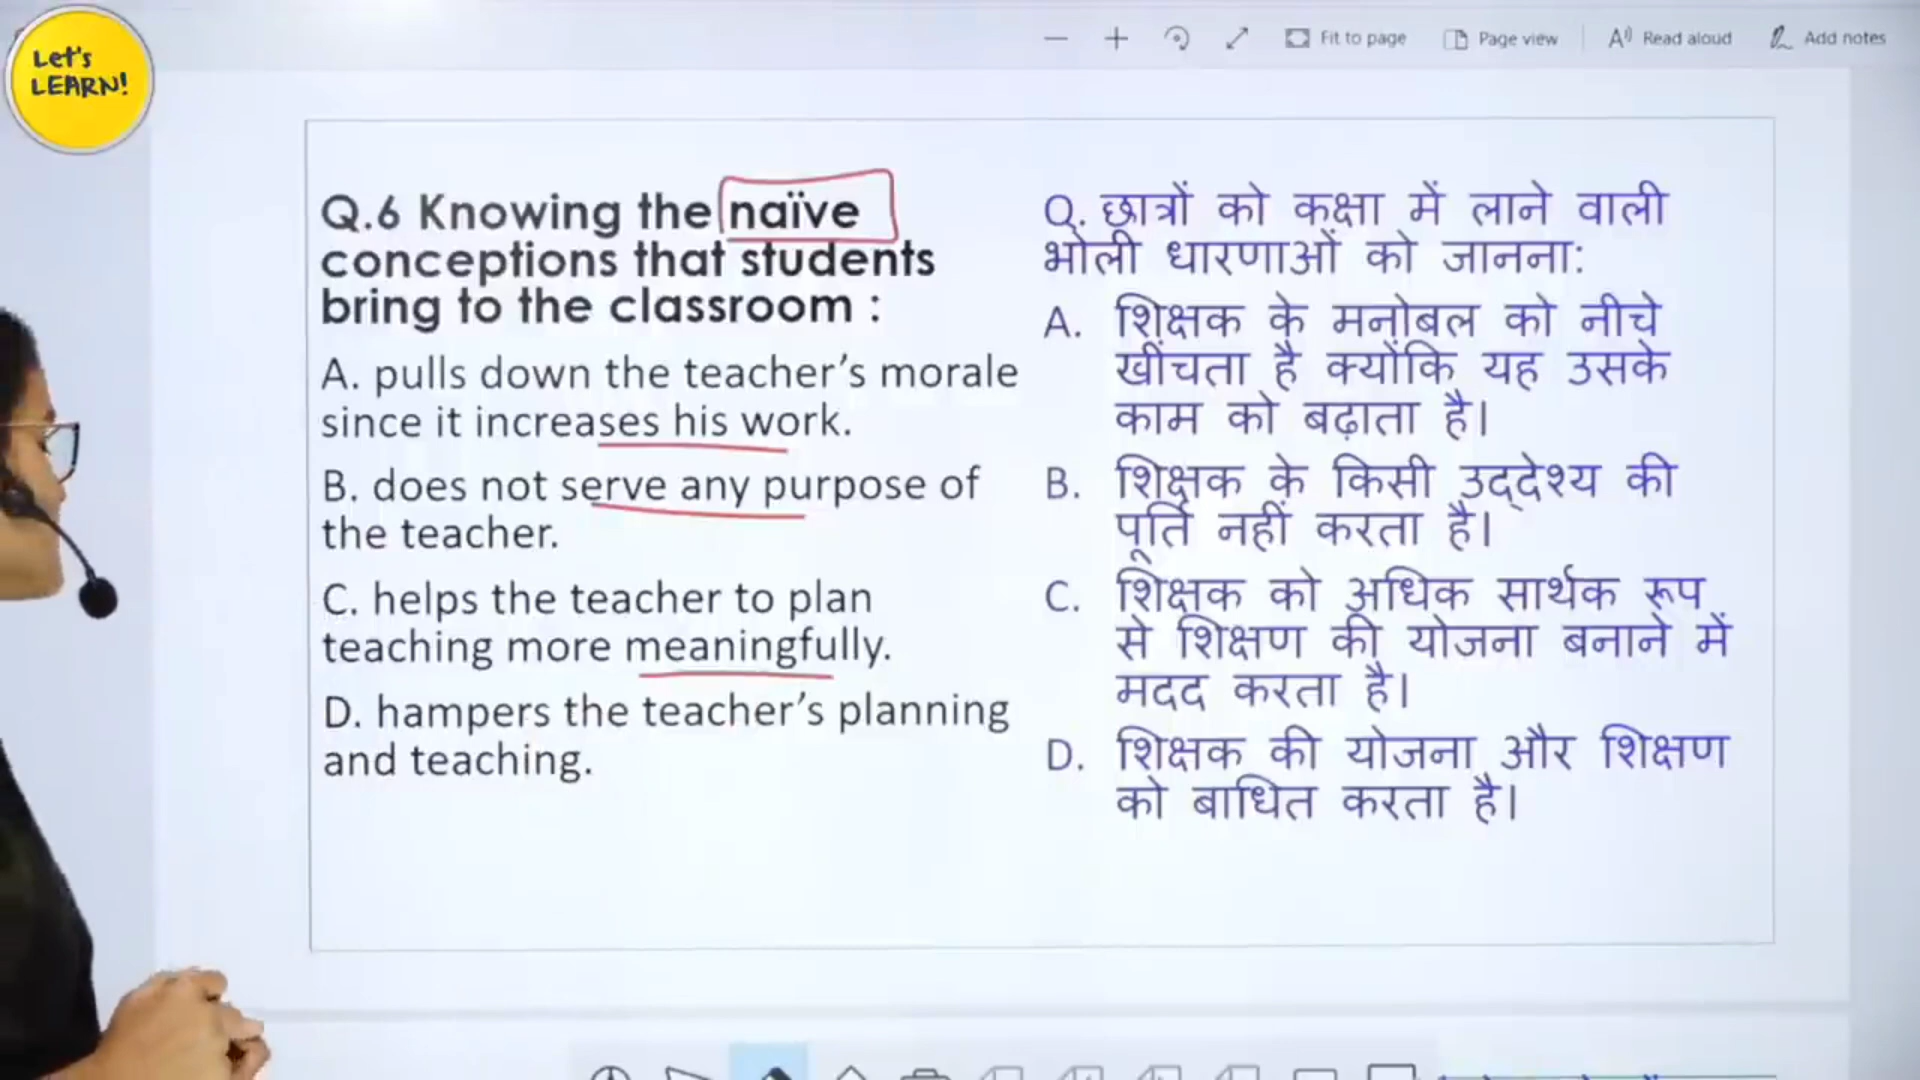 Let's
LEARN!
Fit to page
Page view
Read aloud
Add notes
Q.6 Knowing the naïve
conceptions that students
bring to the classroom :
A. pulls down the teacher's morale
since it increases his work.
B. does not serve any purpose of
the teacher.
C. helps the teacher to plan
teaching more meaningfully.
D. hampers the teacher's planning
and teaching.
Q. छात्रों को कक्षा में लाने वाली
भोली धारणाओं को जानना:
A. शिक्षक के मनोबल को नीचे
खींचता है क्योंकि यह उसके
काम को बढ़ाता है।
B. शिक्षक के किसी उद्देश्य की
पूर्ति नहीं करता है।
C. शिक्षक को अधिक सार्थक रूप
से शिक्षण की योजना बनाने में
मदद करता है।
D. शिक्षक की योजना और शिक्षण
को बाधित करता है।